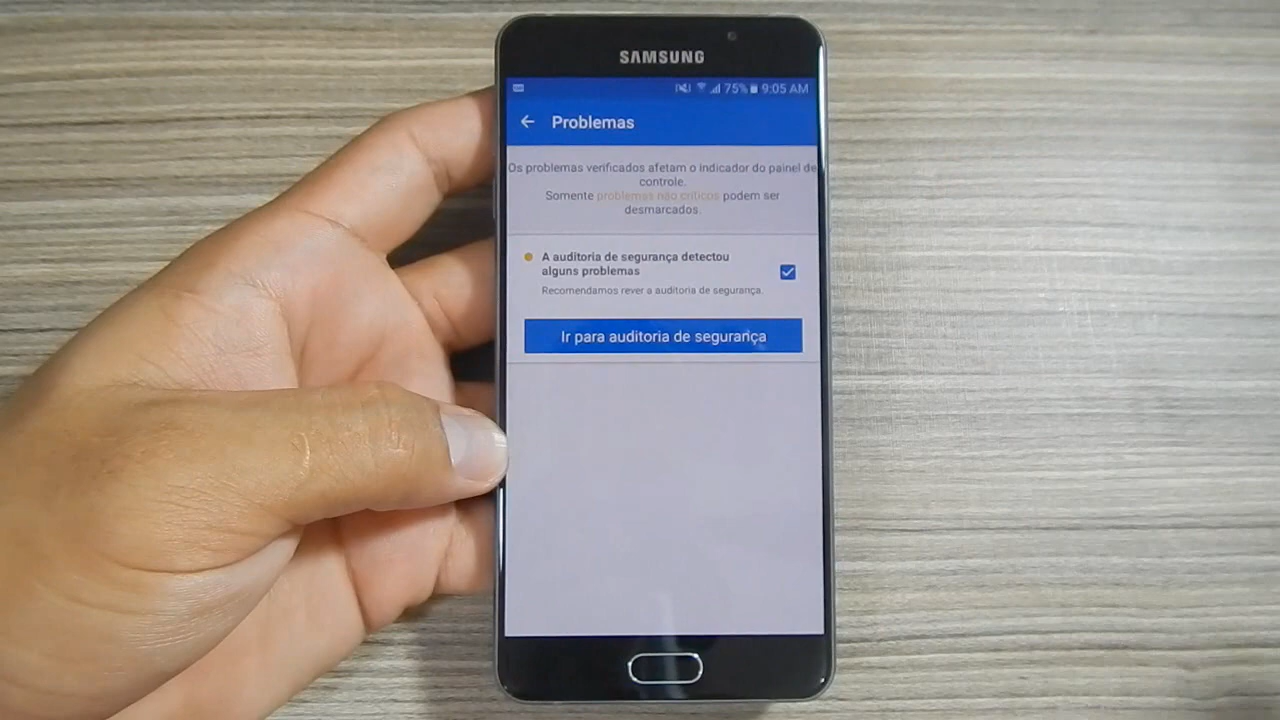 SAMSUNG
75% 9:05 AM
Problemas
Os problemas verificados afetam o indicador do painel de
controle.
Somente problemas não críticos podem ser
desmarcados.
A auditoria de segurança detectou
alguns problemas
Recomendamos rever a auditoria de segurança.
Ir para auditoria de segurança